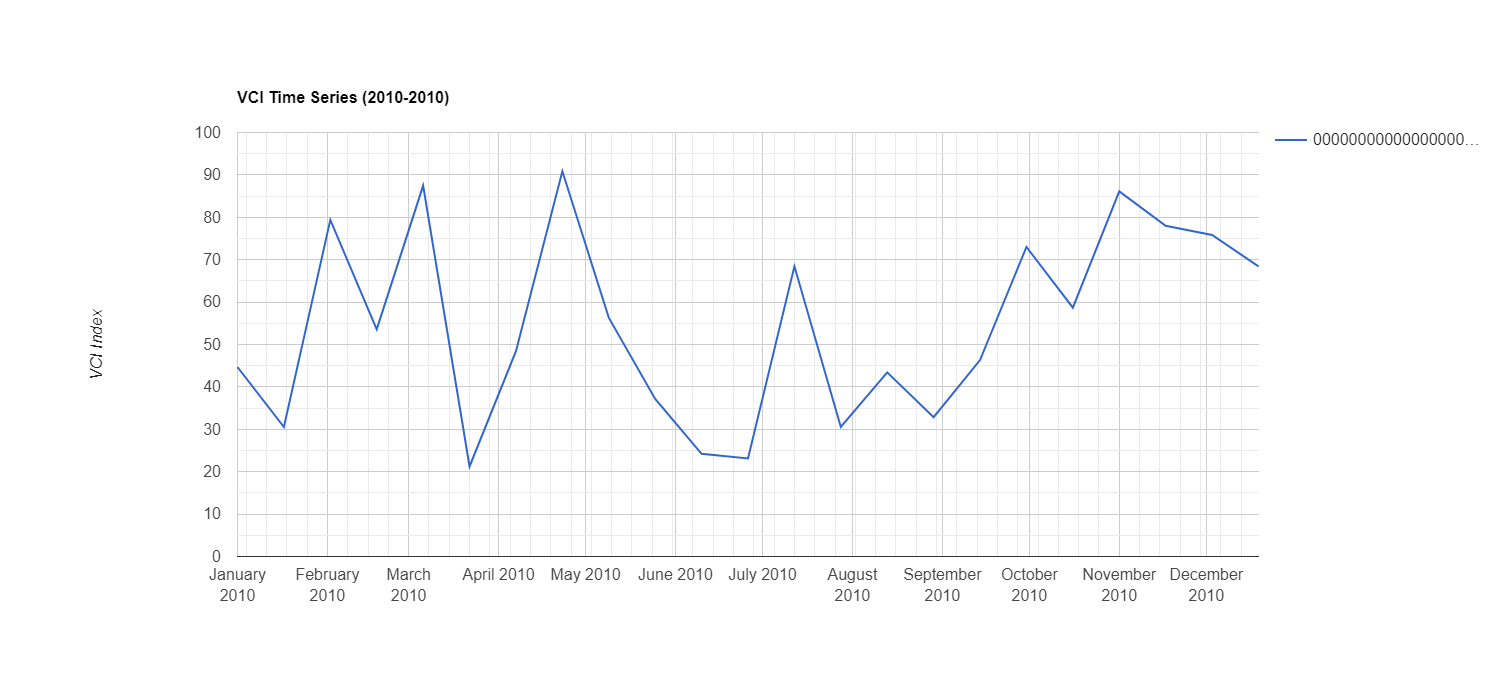 VCI Time Series (2010-2010)
00000000000000000...
100
90
80
70
60
50
40
30
20
10
0
VCI Index
January
2010
February
2010
March
2010
April 2010
May 2010
June 2010
July 2010
August
2010
September
2010
October
2010
November
2010
December
2010